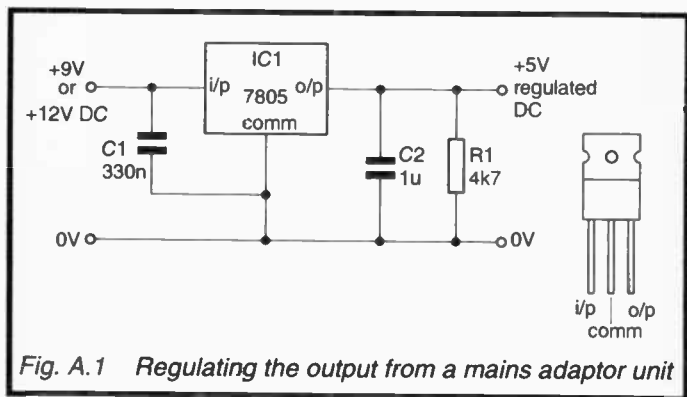 +9V
or
+12V DC
C1
330n
0V
IC1
i/p o/p
7805
comm
C2
1u
R1
4k7
+5V
regulated
DC
0V
i/p o/p
comm
Fig. A.1 Regulating the output from a mains adaptor unit